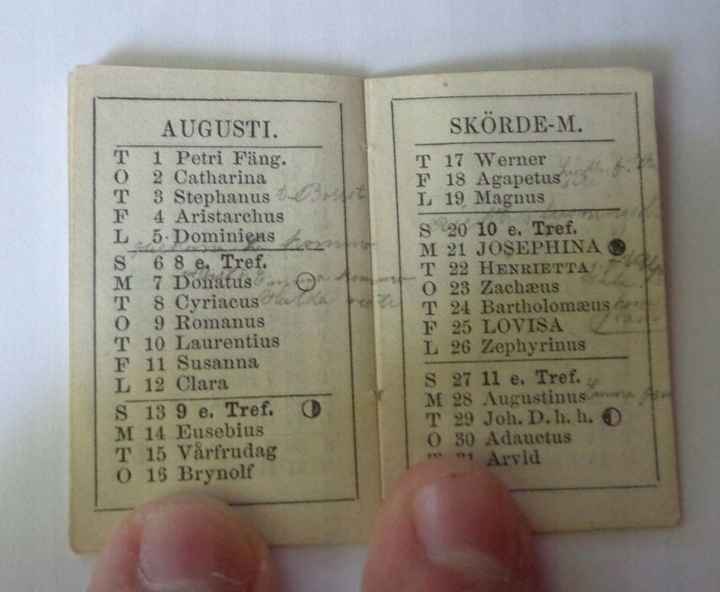 AUGUSTI.
T 1 Petri Fäng.
O 2 Catharina
T 3 Stephanus
F 4 Aristarchus
L 5 Dominicus
S 6 8 e. Tref.
M 7 Donatus
T 8 Cyriacus
O 9 Romanus
T 10 Laurentius
F 11 Susanna
L 12 Clara
S 13 9 e. Tref.
M 14 Eusebius
T 15 Vårfrudag
O 16 Brynolf
SKÖRDE-M.
T 17 Werner
F 18 Agapetus
L 19 Magnus
S 20 10 e. Tref.
M 21 JOSEPHINA
T 22 HENRIETTA
O 23 Zachæus
T 24 Bartholomæus
F 25 LOVISA
L 26 Zephyrinus
S 27 11 e. Tref.
M 28 Augustinus Emma
T 29 Joh. D. h. h.
O 30 Adauctus
31 Arvid